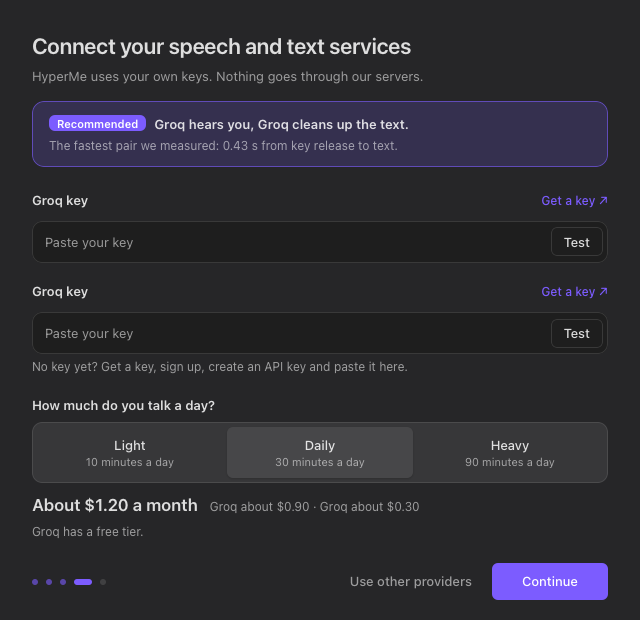 Connect your speech and text services
HyperMe uses your own keys. Nothing goes through our servers.
Recommended Groq hears you, Groq cleans up the text.
The fastest pair we measured: 0.43 s from key release to text.
Groq key Get a key ↗
Paste your key Test
Groq key Get a key ↗
Paste your key Test
No key yet? Get a key, sign up, create an API key and paste it here.
How much do you talk a day?
Light Daily Heavy
10 minutes a day 30 minutes a day 90 minutes a day
About $1.20 a month Groq about $0.90 · Groq about $0.30
Groq has a free tier.
Use other providers Continue